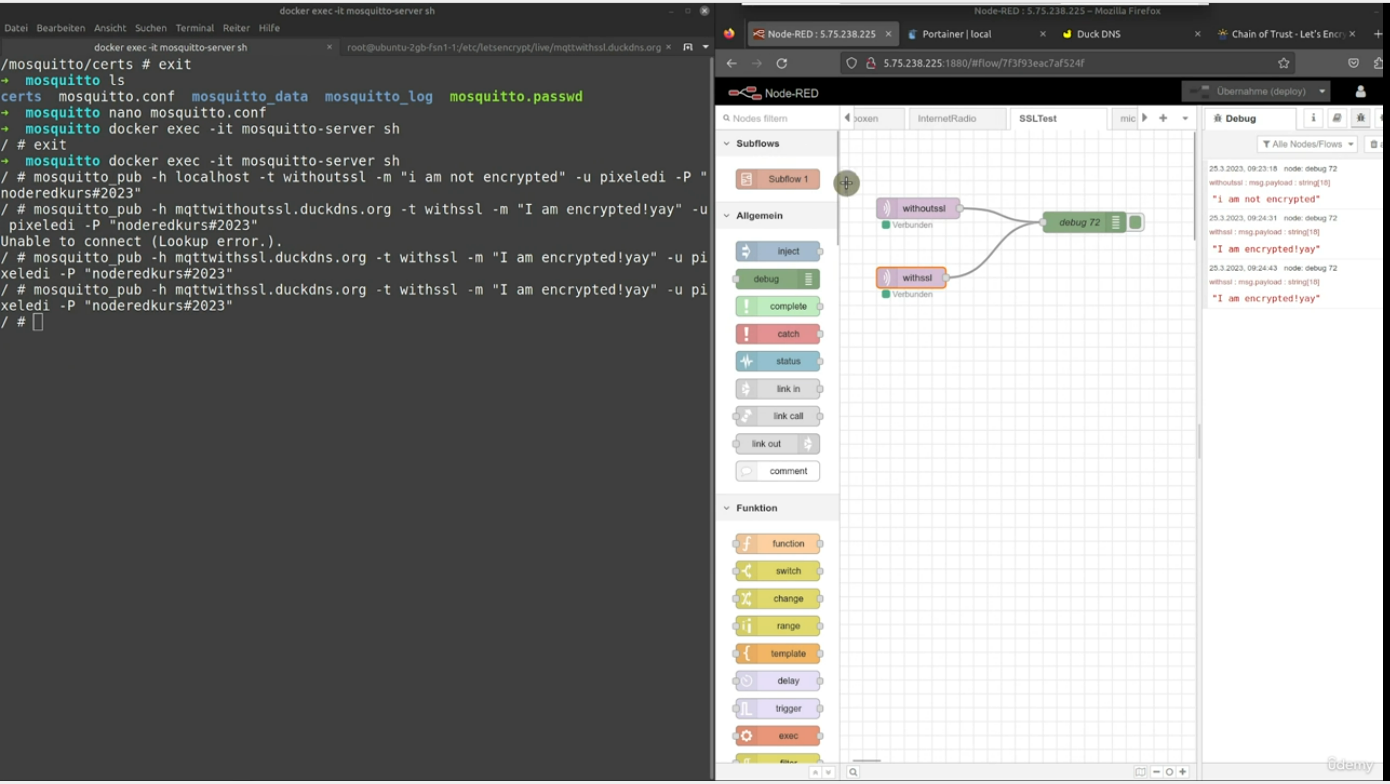 docker exec -it mosquitto-server sh
Datei Bearbeiten Ansicht Suchen Terminal Reiter Hilfe
docker exec -it mosquitto-server sh × root@ubuntu-2gb-fsn1-1:/etc/letsencrypt/live/mqttwithssl.duckdns.org ×
/mosquitto/certs # exit
→ mosquitto ls
certs mosquitto.conf mosquitto_data mosquitto_log mosquitto.passwd
→ mosquitto nano mosquitto.conf
→ mosquitto docker exec -it mosquitto-server sh
/ # exit
→ mosquitto docker exec -it mosquitto-server sh
/ # mosquitto_pub -h localhost -t withoutssl -m "i am not encrypted" -u pixeledi -P "
noderedkurs#2023"
/ # mosquitto_pub -h mqttwithoutssl.duckdns.org -t withssl -m "I am encrypted!yay" -u
pixeledi -P "noderedkurs#2023"
Unable to connect (Lookup error.).
/ # mosquitto_pub -h mqttwithssl.duckdns.org -t withssl -m "I am encrypted!yay" -u pi
xeledi -P "noderedkurs#2023"
/ # mosquitto_pub -h mqttwithssl.duckdns.org -t withssl -m "I am encrypted!yay" -u pi
xeledi -P "noderedkurs#2023"
/ #
Node-RED : 5.75.238.225 – Mozilla Firefox
Node-RED : 5.75.238.225 × Portainer | local × Duck DNS × Chain of Trust - Let's Encry ×
5.75.238.225:1880/#flow/7f3f93eac7af524f
Node-RED Übernahme (deploy)
Nodes filtern
oxen InternetRadio SSLTest mic
Subflows
Subflow 1
Allgemein
inject
debug
complete
catch
status
link in
link call
link out
comment
Funktion
function
switch
change
range
template
delay
trigger
exec
filter
withoutssl
Verbunden
debug 72
withssl
Verbunden
Debug
Alle Nodes/Flows
25.3.2023, 09:23:18 node: debug 72
withoutssl : msg.payload : string[18]
"i am not encrypted"
25.3.2023, 09:24:31 node: debug 72
withssl : msg.payload : string[18]
"I am encrypted!yay"
25.3.2023, 09:24:43 node: debug 72
withssl : msg.payload : string[18]
"I am encrypted!yay"
ûdemy